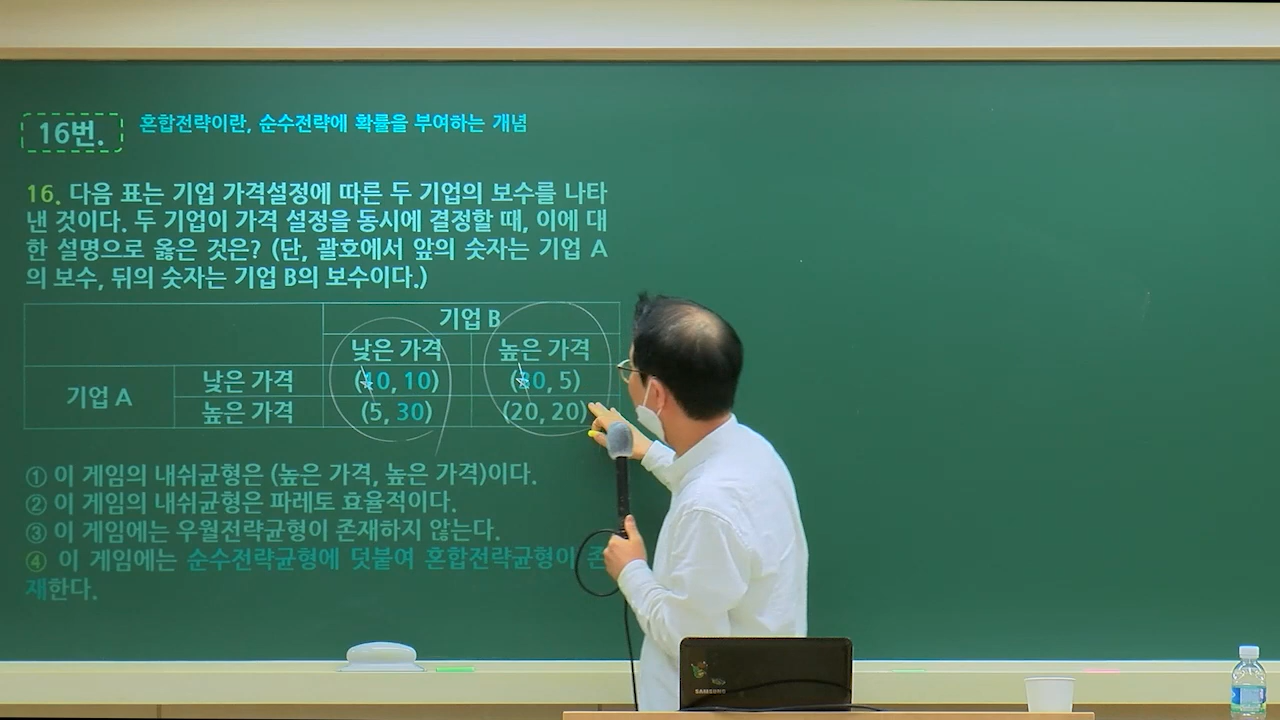 16번.
혼합전략이란, 순수전략에 확률을 부여하는 개념
16. 다음 표는 기업 가격설정에 따른 두 기업의 보수를 나타
낸 것이다. 두 기업이 가격 설정을 동시에 결정할 때, 이에 대
한 설명으로 옳은 것은? (단, 괄호에서 앞의 숫자는 기업 A
의 보수, 뒤의 숫자는 기업 B의 보수이다.)
기업 B
낮은 가격 높은 가격
기업 A
낮은 가격 (10, 10) (30, 5)
높은 가격 (5, 30) (20, 20)
① 이 게임의 내쉬균형은 (높은 가격, 높은 가격)이다.
② 이 게임의 내쉬균형은 파레토 효율적이다.
③ 이 게임에는 우월전략균형이 존재하지 않는다.
④ 이 게임에는 순수전략균형에 덧붙여 혼합전략균형이 존
재한다.
SAMSUNG